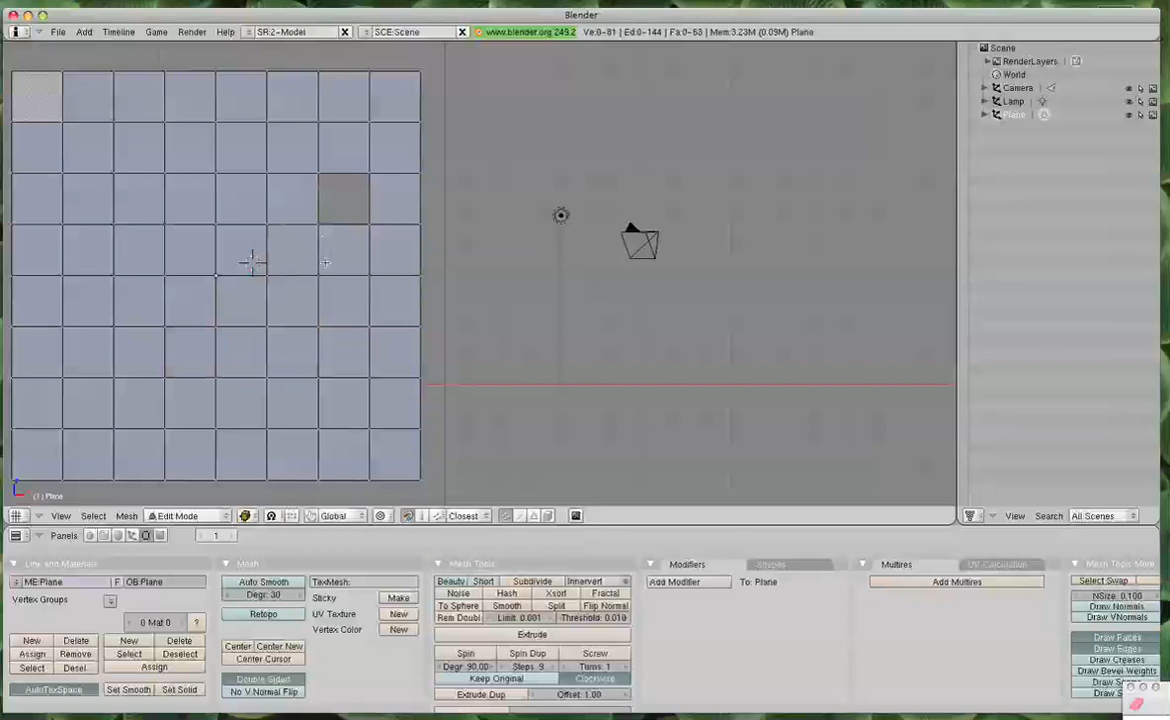 Blender
File Add Timeline Game Render Help SR:2-Model SCE:Scene www.blender.org 249.2 Ve:0-81 | Ed:0-144 | Fa:0-63 | Mem:3.23M (0.09M) Plane
Scene
RenderLayers
World
Camera
Lamp
Plane
(1) Plane
View Select Mesh Edit Mode Global Closest
View Search All Scenes
Panels 1
Link and Materials
ME:Plane F OB:Plane
Vertex Groups
0 Mat 0 ?
New Delete New Delete
Assign Remove Select Deselect
Select Desel Assign
AutoTexSpace Set Smooth Set Solid
Mesh
Auto Smooth
Degr: 30
Retopo
Center Center New
Center Cursor
Double Sided
No V.Normal Flip
TexMesh:
Sticky Make
UV Texture New
Vertex Color New
Mesh Tools
Beauty Short Subdivide Innervert
Noise Hash Xsort Fractal
To Sphere Smooth Split Flip Normal
Rem Doubl Limit: 0.001 Threshold: 0.010
Extrude
Spin Spin Dup Screw
Degr: 90.00 Steps: 9 Turns: 1
Keep Original Clockwise
Extrude Dup Offset: 1.00
Modifiers Shapes
Add Modifier To: Plane
Multires UV Calculation
Add Multires
Mesh Tools More
Select Swap
NSize: 0.100
Draw Normals
Draw VNormals
Draw Faces
Draw Edges
Draw Creases
Draw Bevel Weights